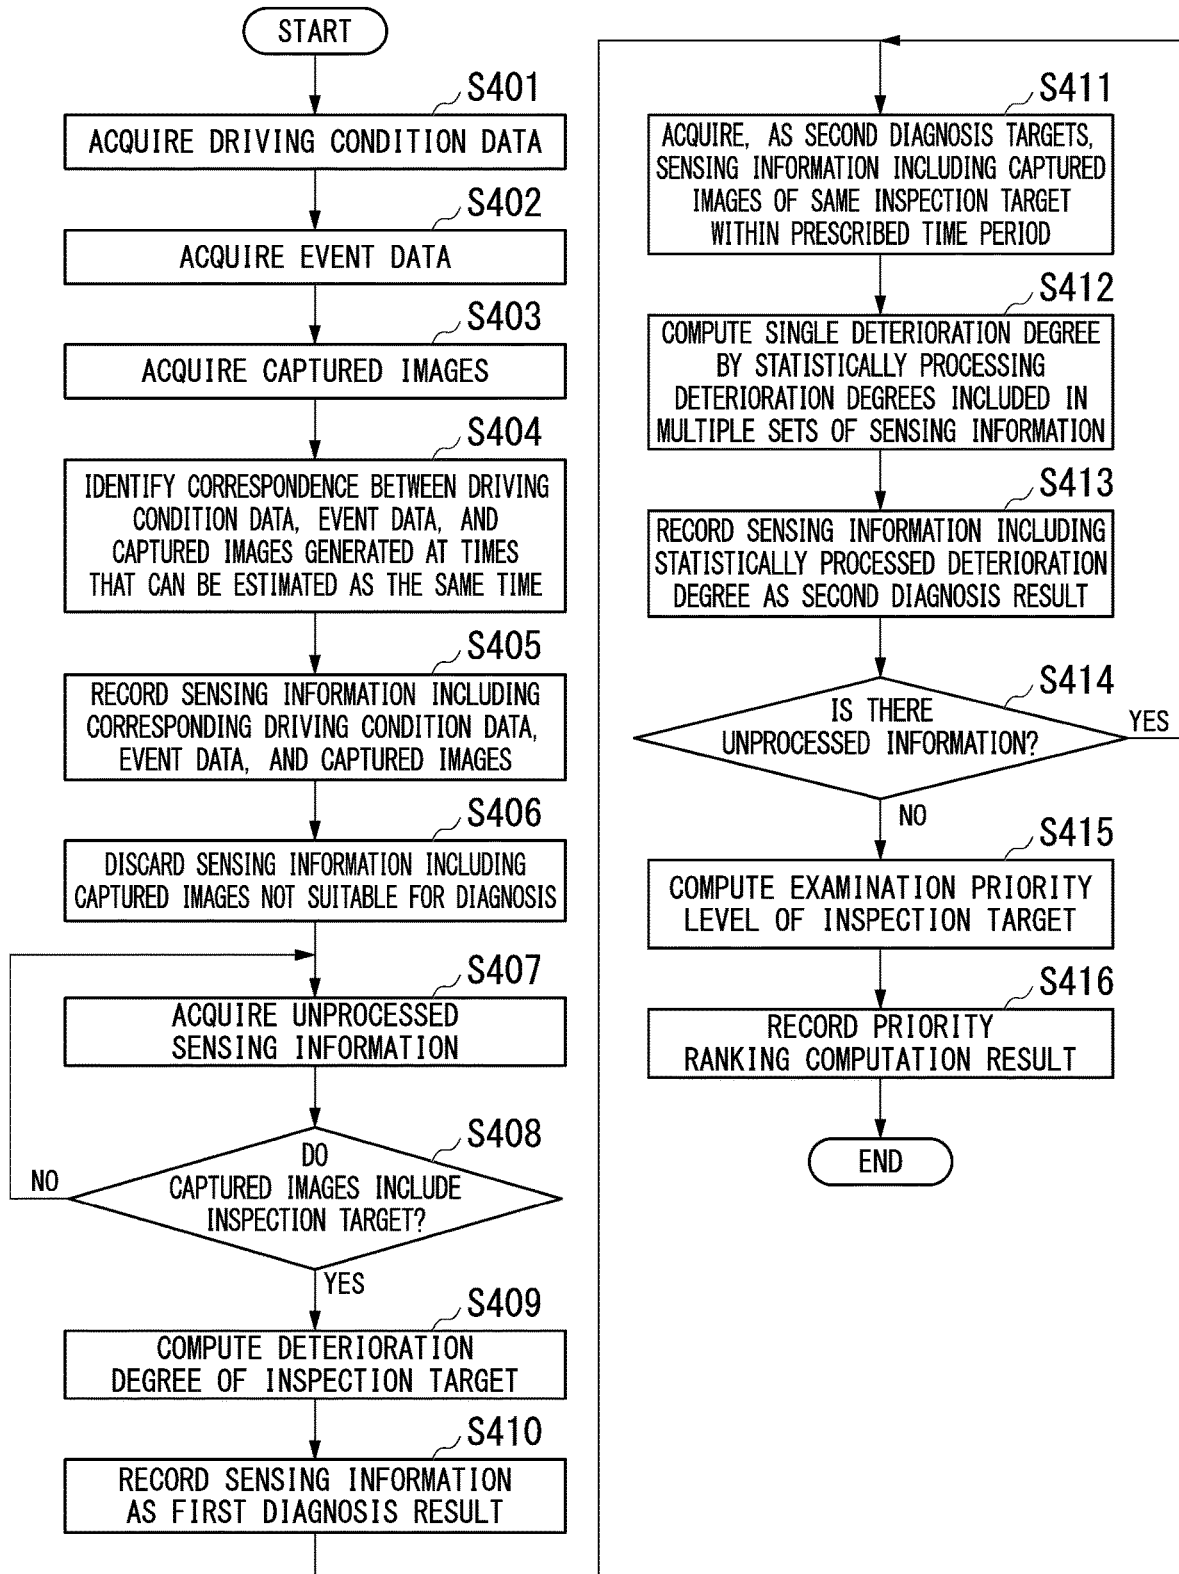 START
S401
ACQUIRE DRIVING CONDITION DATA
S402
ACQUIRE EVENT DATA
S403
ACQUIRE CAPTURED IMAGES
S404
IDENTIFY CORRESPONDENCE BETWEEN DRIVING
CONDITION DATA, EVENT DATA, AND
CAPTURED IMAGES GENERATED AT TIMES
THAT CAN BE ESTIMATED AS THE SAME TIME
S405
RECORD SENSING INFORMATION INCLUDING
CORRESPONDING DRIVING CONDITION DATA,
EVENT DATA, AND CAPTURED IMAGES
S406
DISCARD SENSING INFORMATION INCLUDING
CAPTURED IMAGES NOT SUITABLE FOR DIAGNOSIS
S407
ACQUIRE UNPROCESSED
SENSING INFORMATION
S408
DO
CAPTURED IMAGES INCLUDE
INSPECTION TARGET?
NO
YES
S409
COMPUTE DETERIORATION
DEGREE OF INSPECTION TARGET
S410
RECORD SENSING INFORMATION
AS FIRST DIAGNOSIS RESULT
S411
ACQUIRE, AS SECOND DIAGNOSIS TARGETS,
SENSING INFORMATION INCLUDING CAPTURED
IMAGES OF SAME INSPECTION TARGET
WITHIN PRESCRIBED TIME PERIOD
S412
COMPUTE SINGLE DETERIORATION DEGREE
BY STATISTICALLY PROCESSING
DETERIORATION DEGREES INCLUDED IN
MULTIPLE SETS OF SENSING INFORMATION
S413
RECORD SENSING INFORMATION INCLUDING
STATISTICALLY PROCESSED DETERIORATION
DEGREE AS SECOND DIAGNOSIS RESULT
S414
IS THERE
UNPROCESSED INFORMATION?
YES
NO
S415
COMPUTE EXAMINATION PRIORITY
LEVEL OF INSPECTION TARGET
S416
RECORD PRIORITY
RANKING COMPUTATION RESULT
END